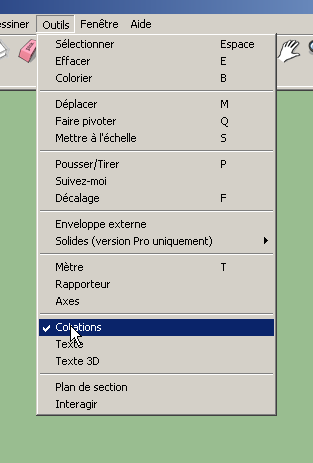 ssiner Outils Fenêtre Aide
Sélectionner Espace
Effacer E
Colorier B
Déplacer M
Faire pivoter Q
Mettre à l'échelle S
Pousser/Tirer P
Suivez-moi
Décalage F
Enveloppe externe
Solides (version Pro uniquement)
Mètre T
Rapporteur
Axes
Cotations
Texte
Texte 3D
Plan de section
Interagir